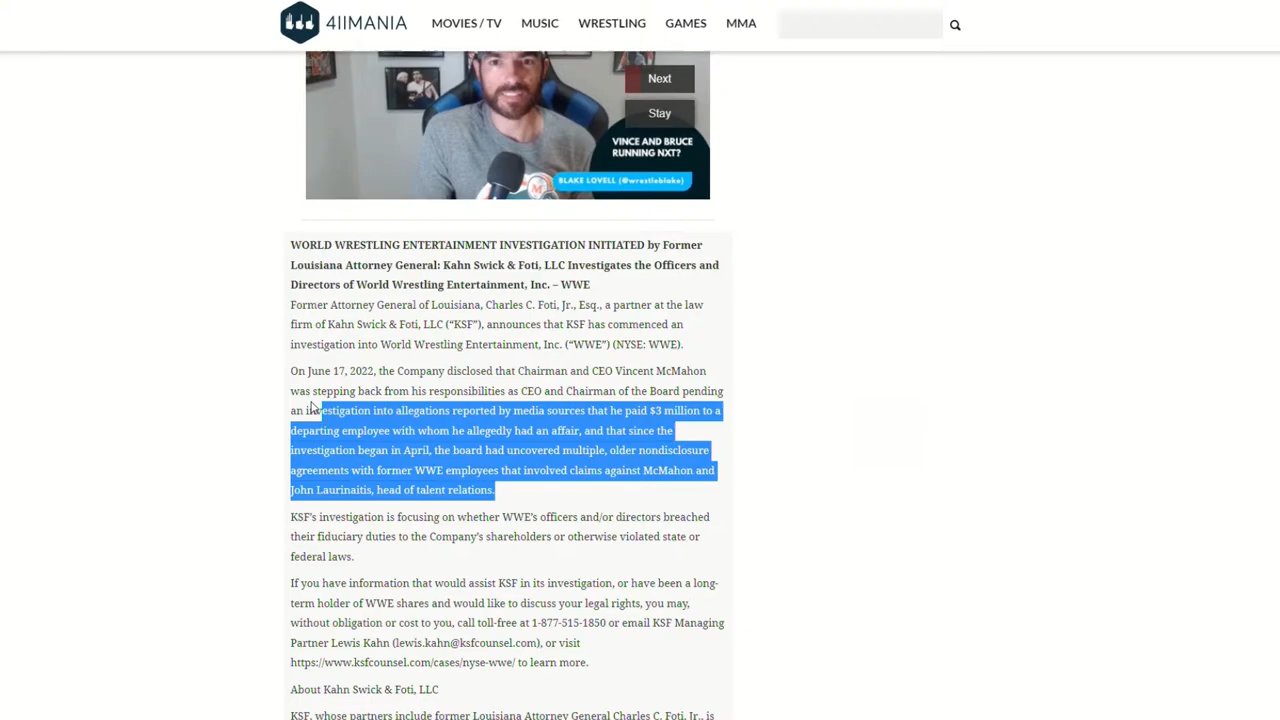 411MANIA
MOVIES / TV
MUSIC
WRESTLING
GAMES
MMA
Next
Stay
VINCE AND BRUCE
RUNNING NXT?
BLAKE LOVELL (@wrestleblake)
WORLD WRESTLING ENTERTAINMENT INVESTIGATION INITIATED by Former
Louisiana Attorney General: Kahn Swick & Foti, LLC Investigates the Officers and
Directors of World Wrestling Entertainment, Inc. – WWE
Former Attorney General of Louisiana, Charles C. Foti, Jr., Esq., a partner at the law
firm of Kahn Swick & Foti, LLC (“KSF”), announces that KSF has commenced an
investigation into World Wrestling Entertainment, Inc. (“WWE”) (NYSE: WWE).
On June 17, 2022, the Company disclosed that Chairman and CEO Vincent McMahon
was stepping back from his responsibilities as CEO and Chairman of the Board pending
an investigation into allegations reported by media sources that he paid $3 million to a
departing employee with whom he allegedly had an affair, and that since the
investigation began in April, the board had uncovered multiple, older nondisclosure
agreements with former WWE employees that involved claims against McMahon and
John Laurinaitis, head of talent relations.
KSF’s investigation is focusing on whether WWE’s officers and/or directors breached
their fiduciary duties to the Company’s shareholders or otherwise violated state or
federal laws.
If you have information that would assist KSF in its investigation, or have been a long-
term holder of WWE shares and would like to discuss your legal rights, you may,
without obligation or cost to you, call toll-free at 1-877-515-1850 or email KSF Managing
Partner Lewis Kahn (lewis.kahn@ksfcounsel.com), or visit
https://www.ksfcounsel.com/cases/nyse-wwe/ to learn more.
About Kahn Swick & Foti, LLC
KSF, whose partners include former Louisiana Attorney General Charles C. Foti, Jr., is